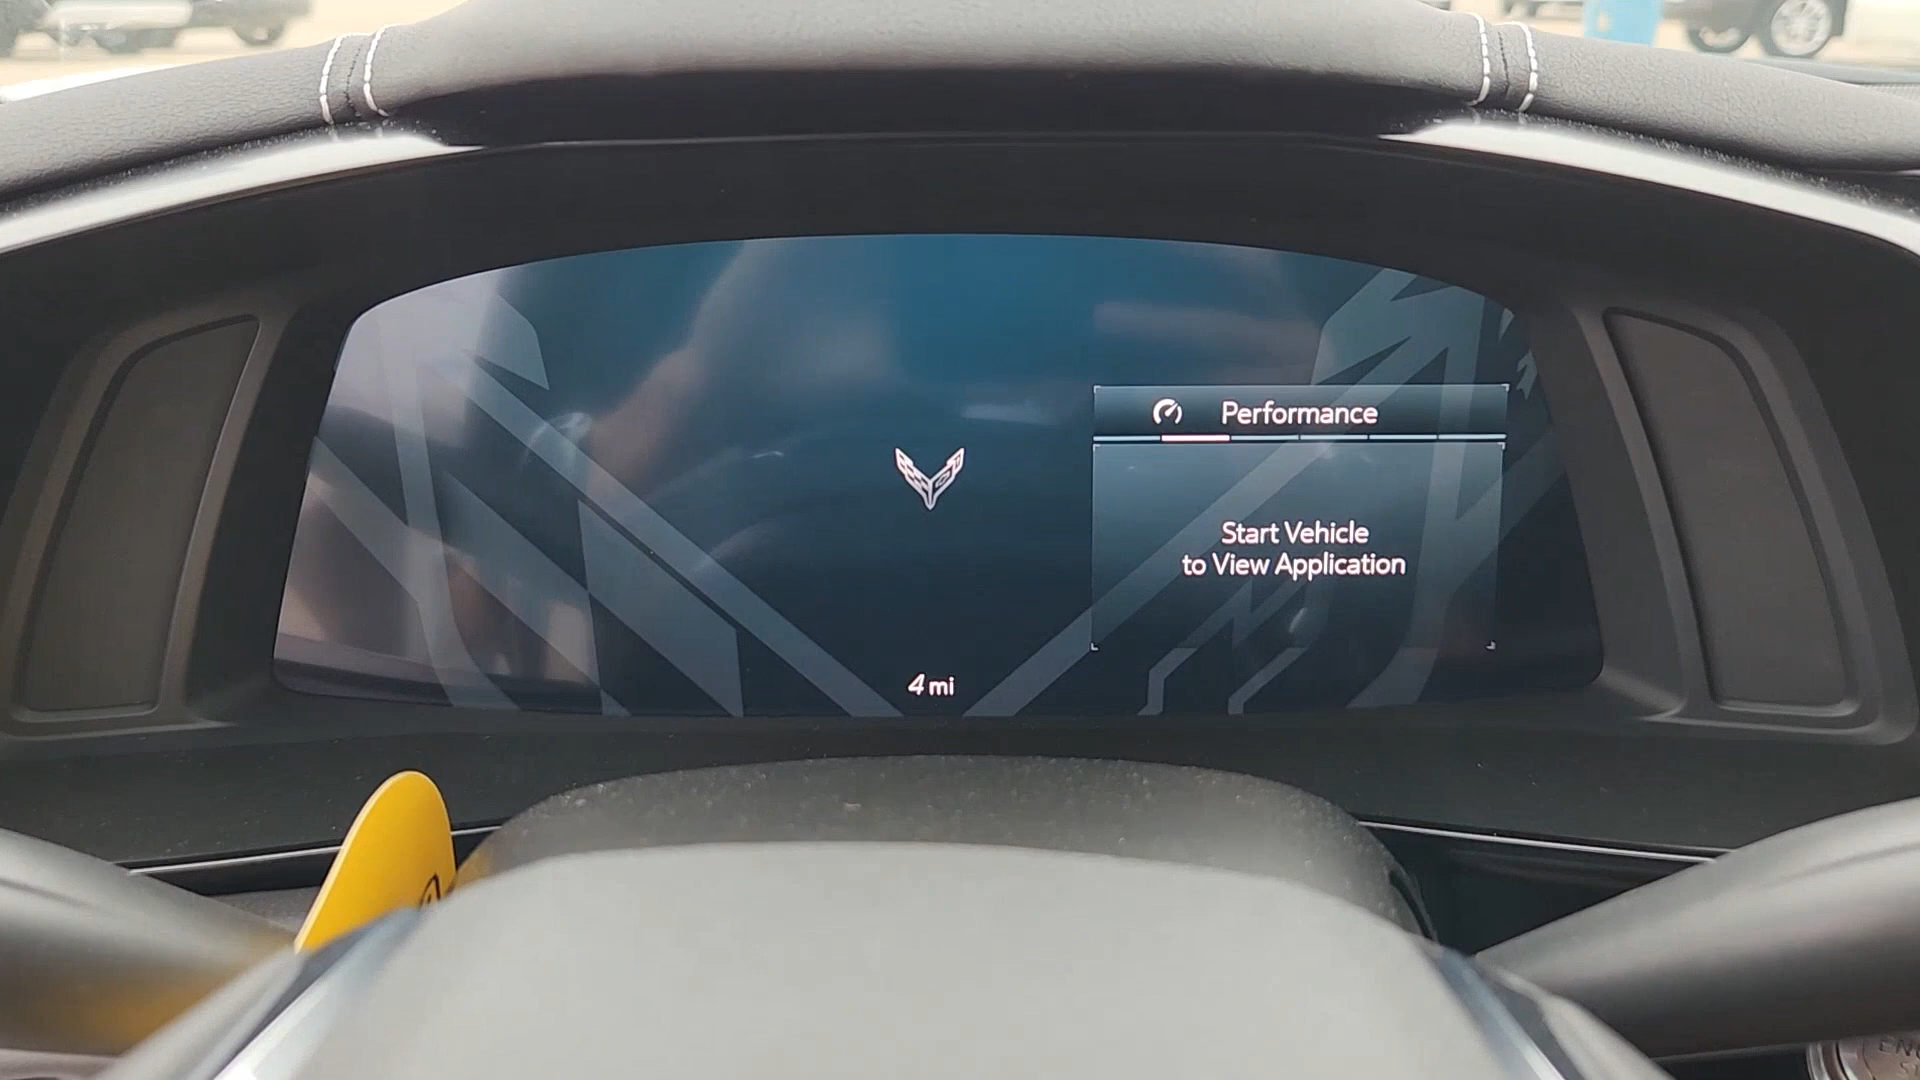 Performance
Start Vehicle
to View Application
4 mi